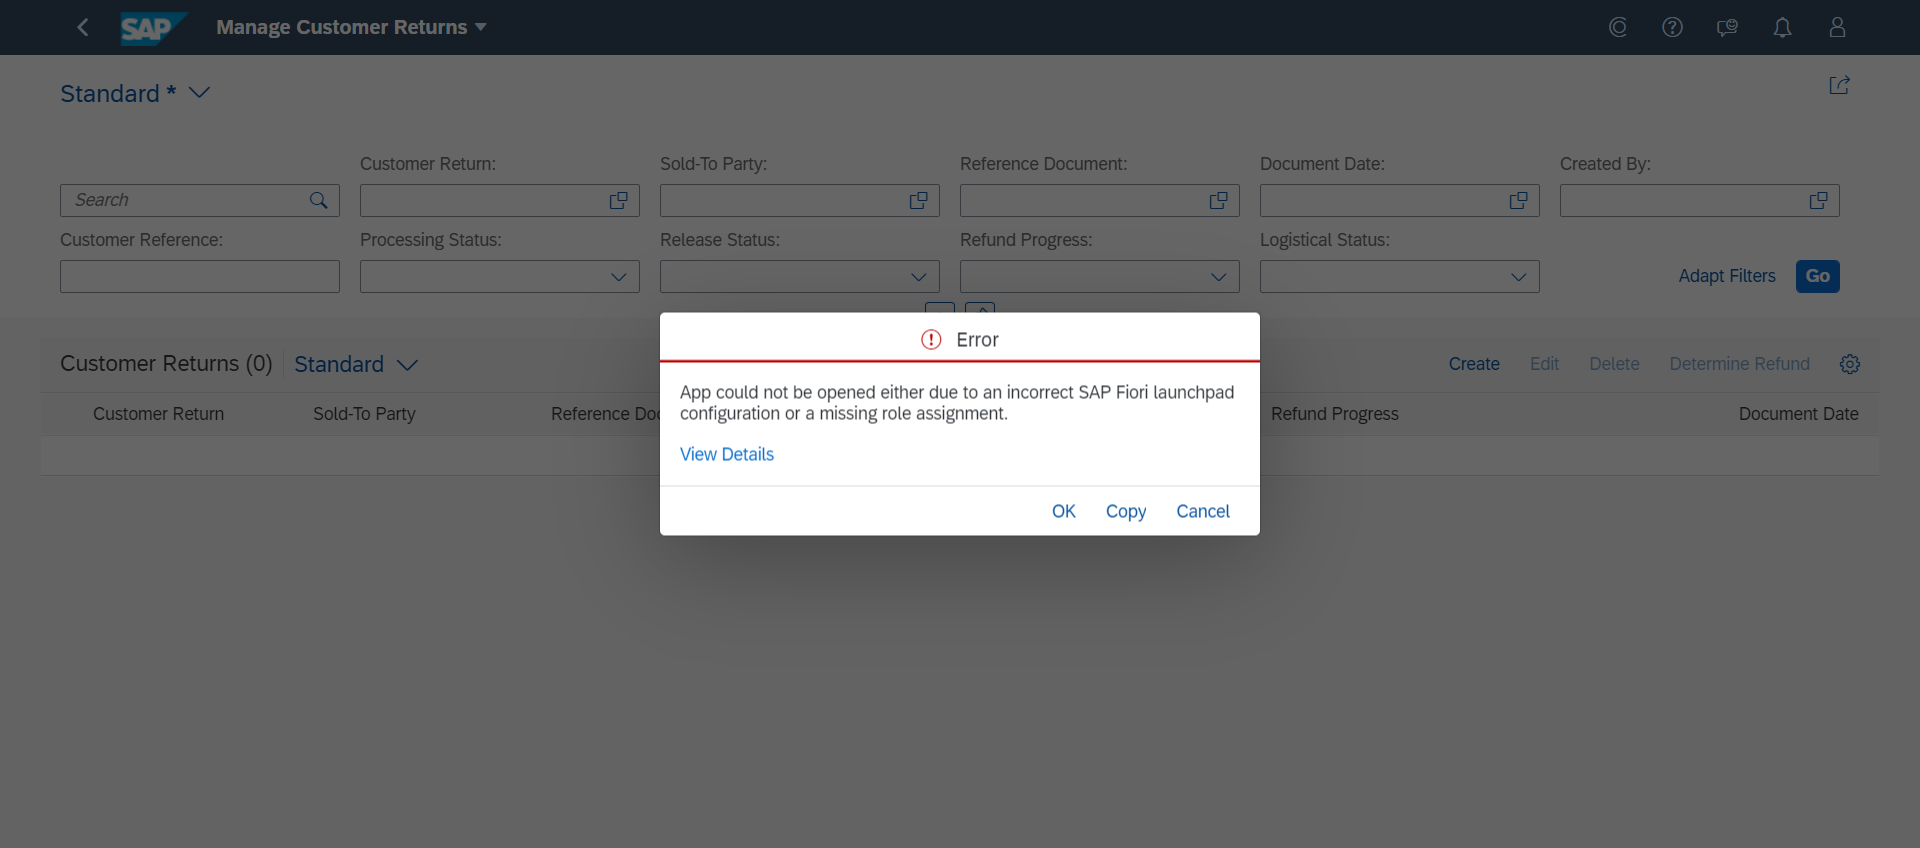 SAP Manage Customer Returns
Standard *
Customer Return: Sold-To Party: Reference Document: Document Date: Created By:
Search
Customer Reference: Processing Status: Release Status: Refund Progress: Logistical Status:
Adapt Filters Go
Error
Customer Returns (0) Standard Create Edit Delete Determine Refund
App could not be opened either due to an incorrect SAP Fiori launchpad
configuration or a missing role assignment.
Customer Return Sold-To Party Reference Refund Progress Document Date
View Details
OK Copy Cancel